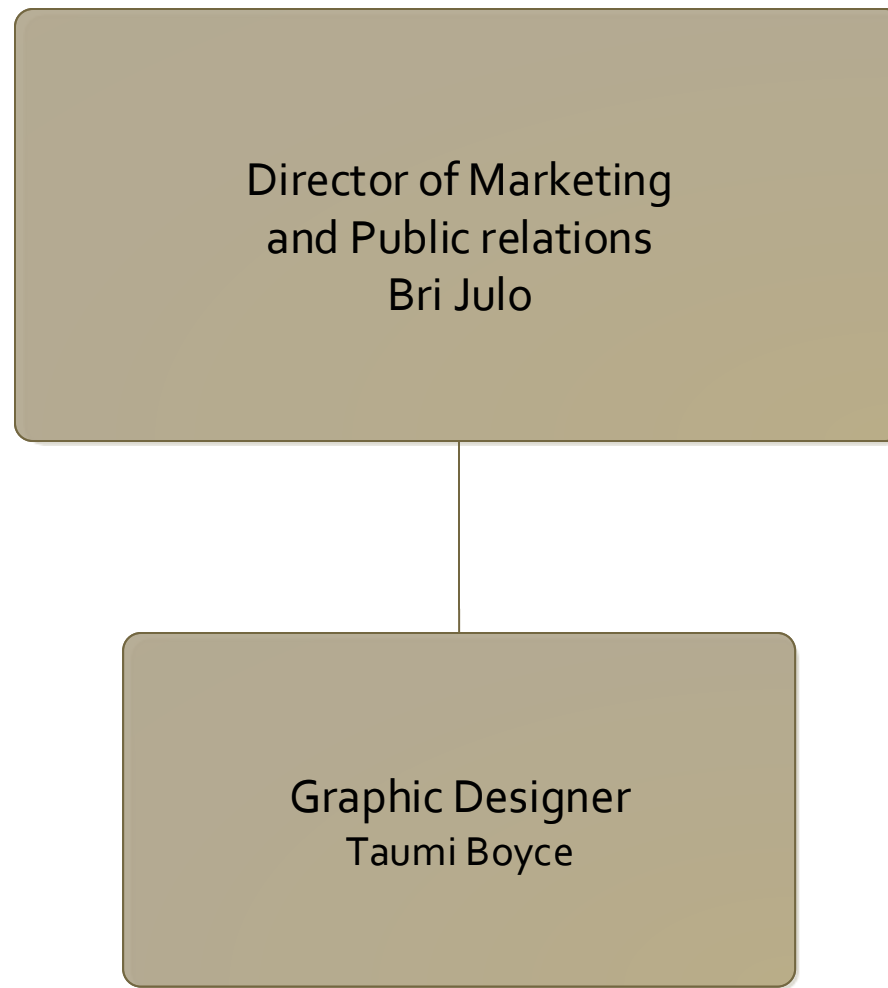 Director of Marketing
and Public relations
Bri Julo
Graphic Designer
Taumi Boyce